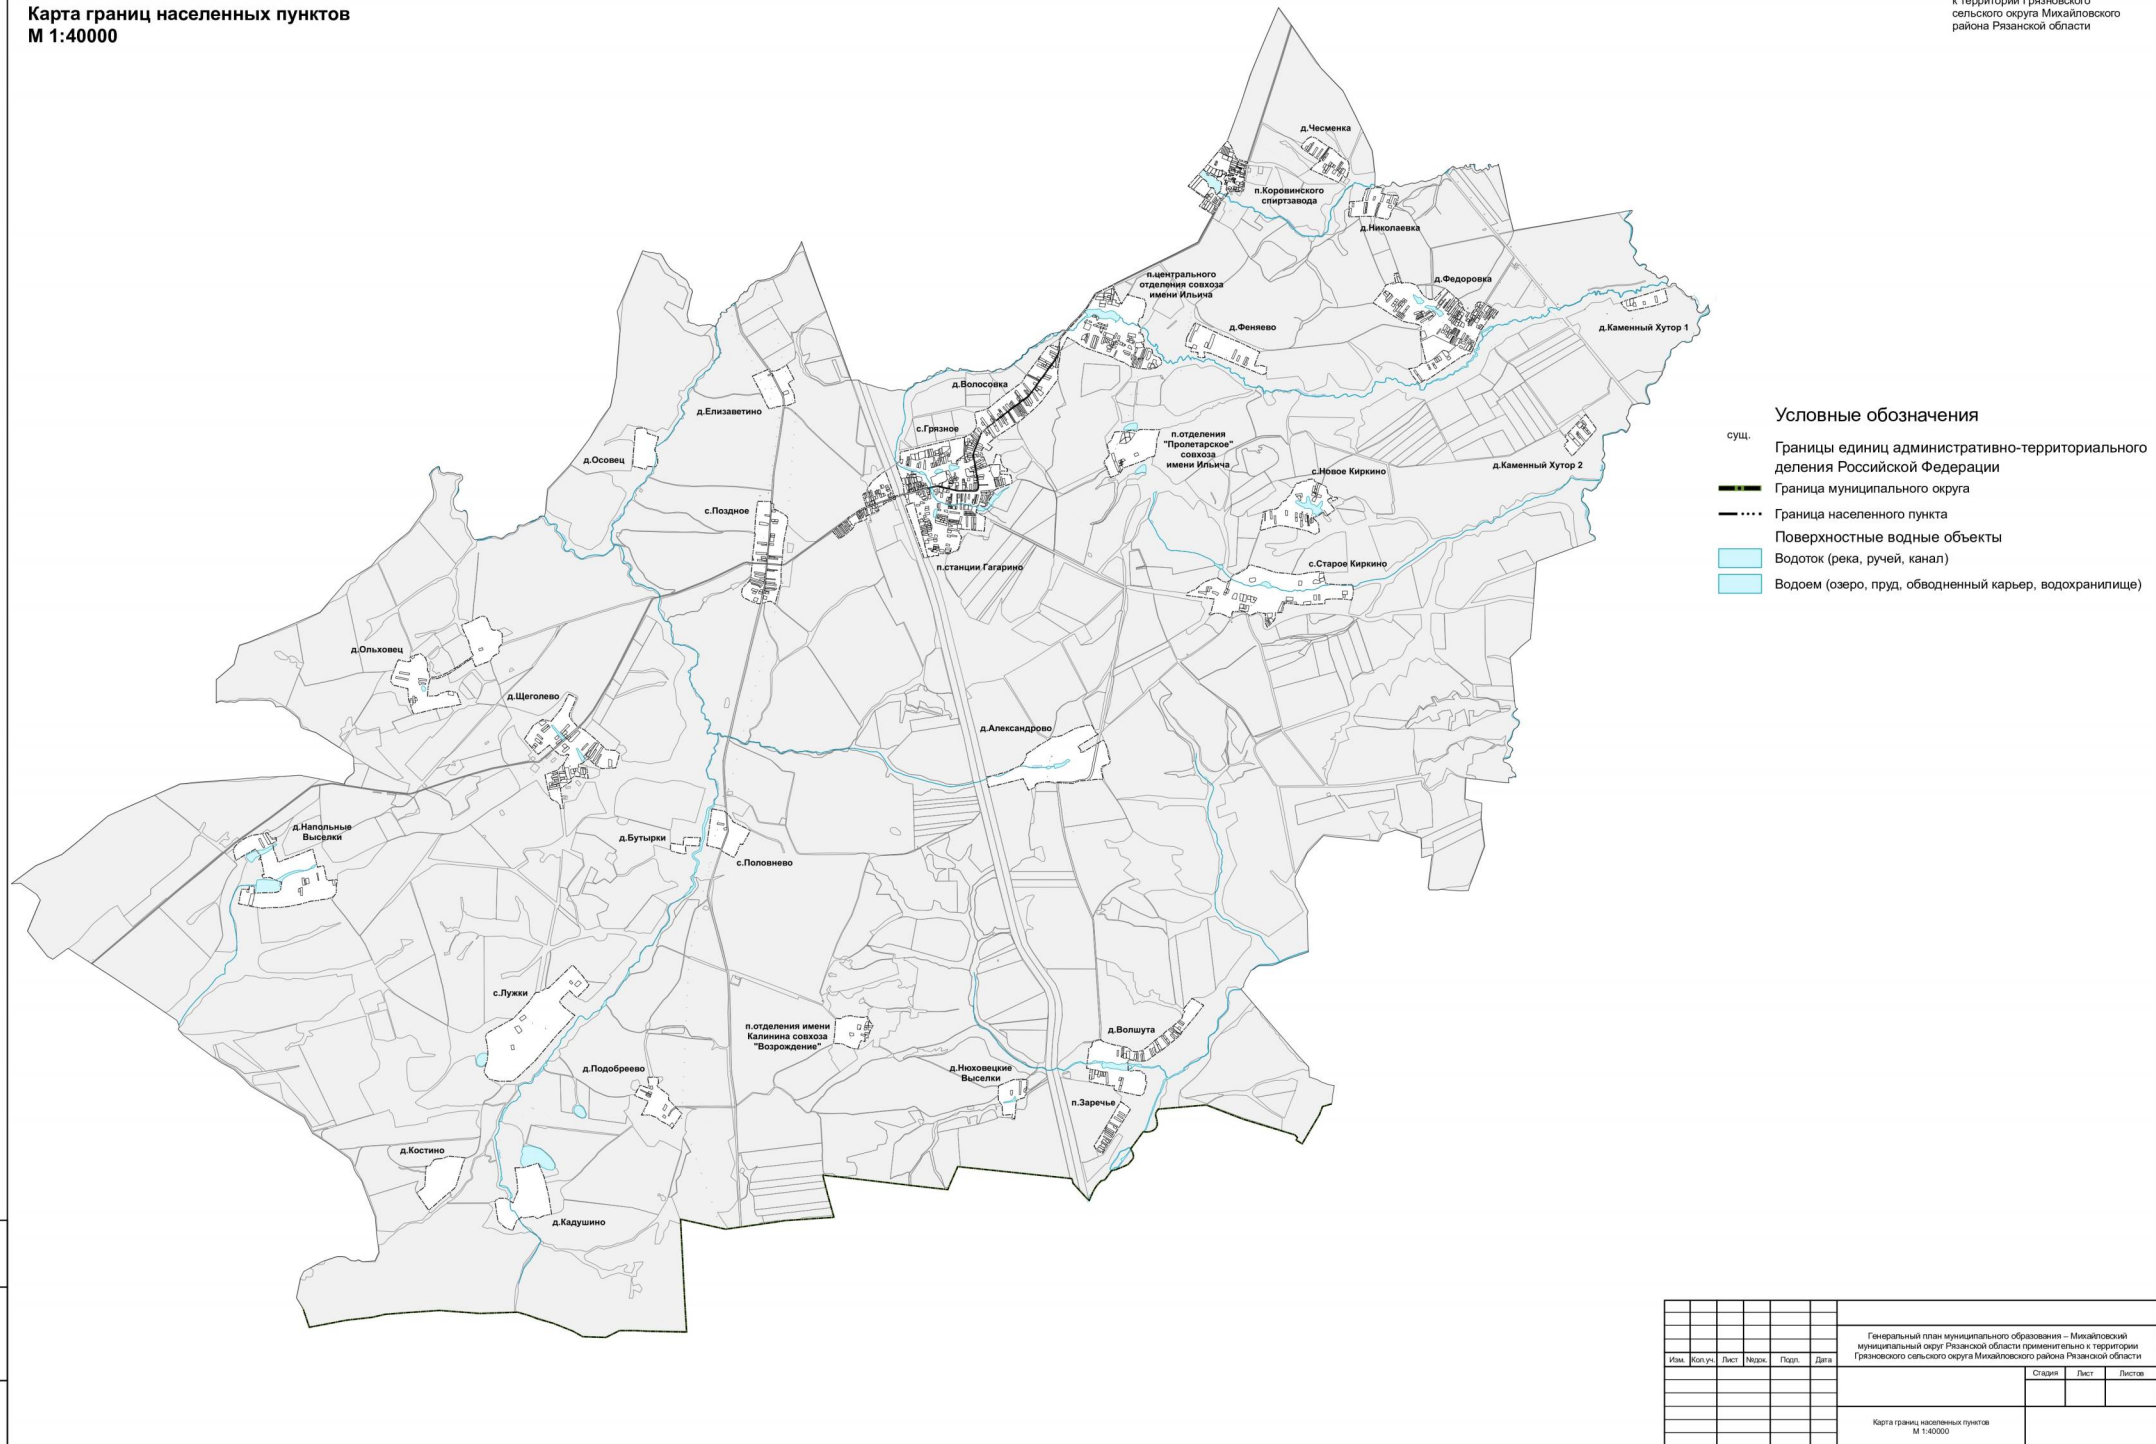 Карта границ населенных пунктов
М 1:40000
к территории Грязновского
сельского округа Михайловского
района Рязанской области
д.Чесменка
п.Коровинского
спиртзавода
д.Николаевка
п.центрального
отделения совхоза
имени Ильича
д.Федоровка
д.Феняево
д.Каменный Хутор 1
д.Волосовка
д.Елизаветино
с.Грязное
п.отделения
"Пролетарское"
совхоза
имени Ильича
д.Осовец
с.Новое Киркино
д.Каменный Хутор 2
с.Поздное
п.станции Гагарино
с.Старое Киркино
д.Ольховец
д.Щеголево
д.Александрово
д.Напольные
Выселки
д.Бутырки
с.Половнево
с.Лужки
п.отделения имени
Калинина совхоза
"Возрождение"
д.Волшута
д.Подобреево
д.Нюховецкие
Выселки
п.Заречье
д.Костино
д.Кадушино
Условные обозначения
сущ.
Границы единиц административно-территориального
деления Российской Федерации
Граница муниципального округа
Граница населенного пункта
Поверхностные водные объекты
Водоток (река, ручей, канал)
Водоем (озеро, пруд, обводненный карьер, водохранилище)
Генеральный план муниципального образования – Михайловский
муниципальный округ Рязанской области применительно к территории
Грязновского сельского округа Михайловского района Рязанской области
Изм. Кол.уч. Лист №док. Подп. Дата
Стадия Лист Листов
Карта границ населенных пунктов
М 1:40000